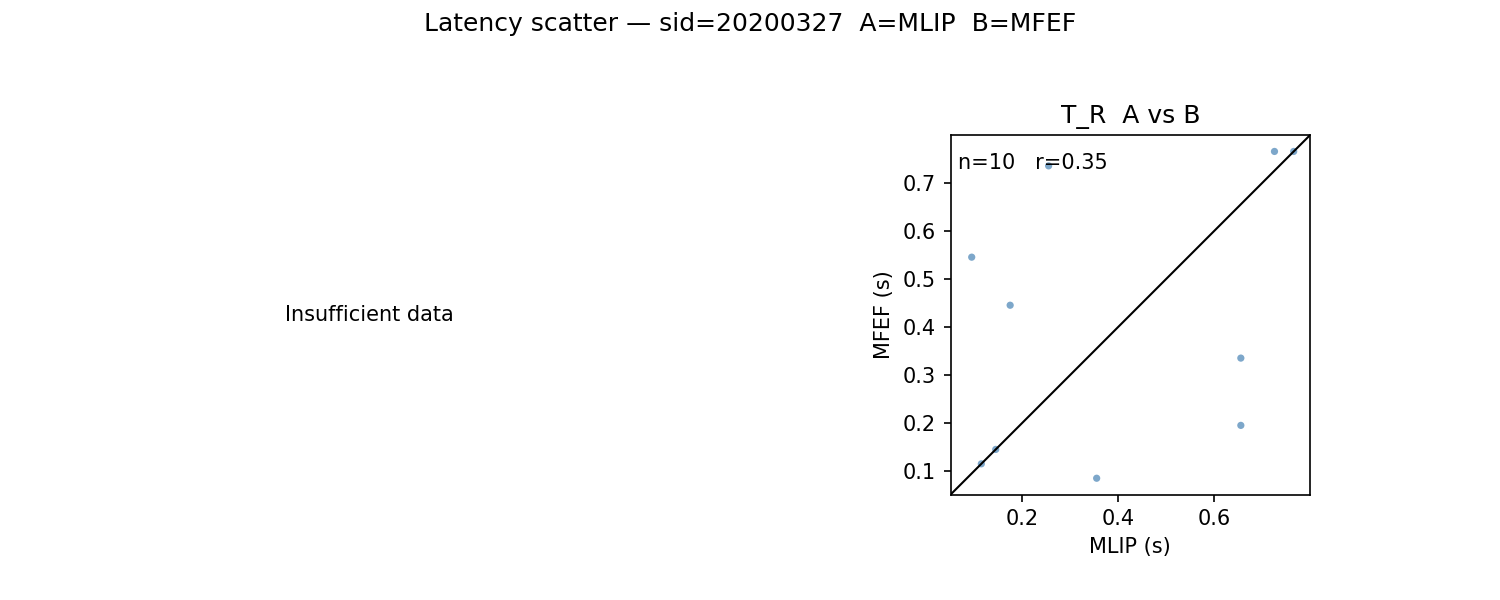 Latency scatter — sid=20200327  A=MLIP  B=MFEF
Insufficient data
T_R  A vs B
n=10   r=0.35
0.7
0.6
0.5
0.4
0.3
0.2
0.1
MFEF (s)
0.2
0.4
0.6
MLIP (s)